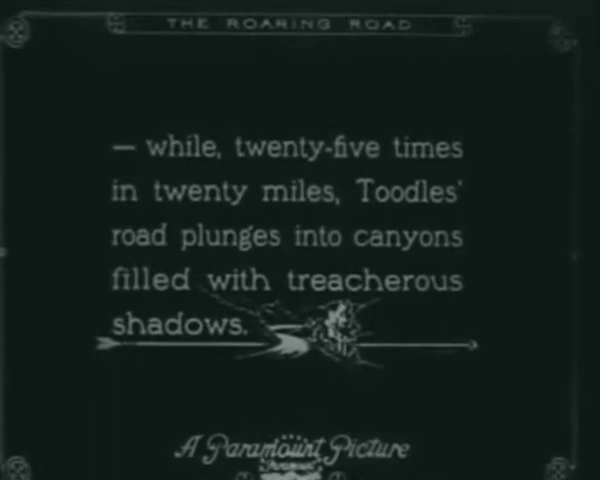 THE ROARING ROAD
— while, twenty-five times
in twenty miles, Toodles'
road plunges into canyons
filled with treacherous
shadows.
A Paramount Picture
Paramount